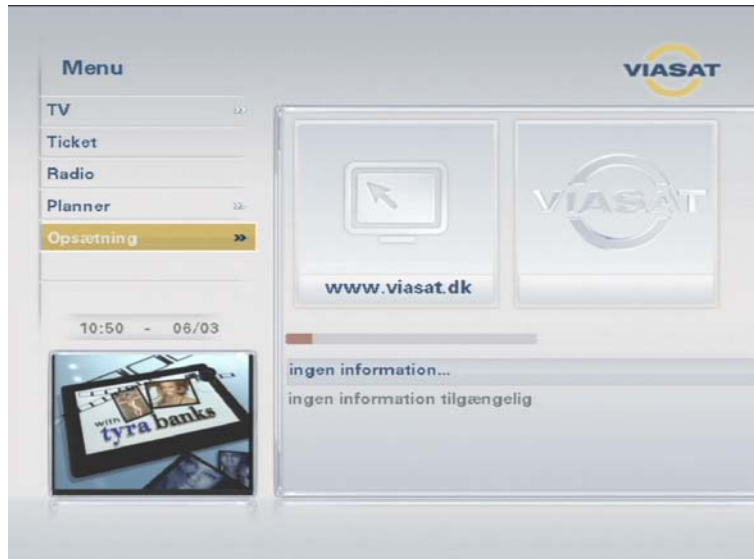 Menu
VIASAT
TV
Ticket
Radio
Planner
Opsætning
VIASAT
www.viasat.dk
10:50 - 06/03
ingen information...
ingen information tilgængelig
with
tyra banks